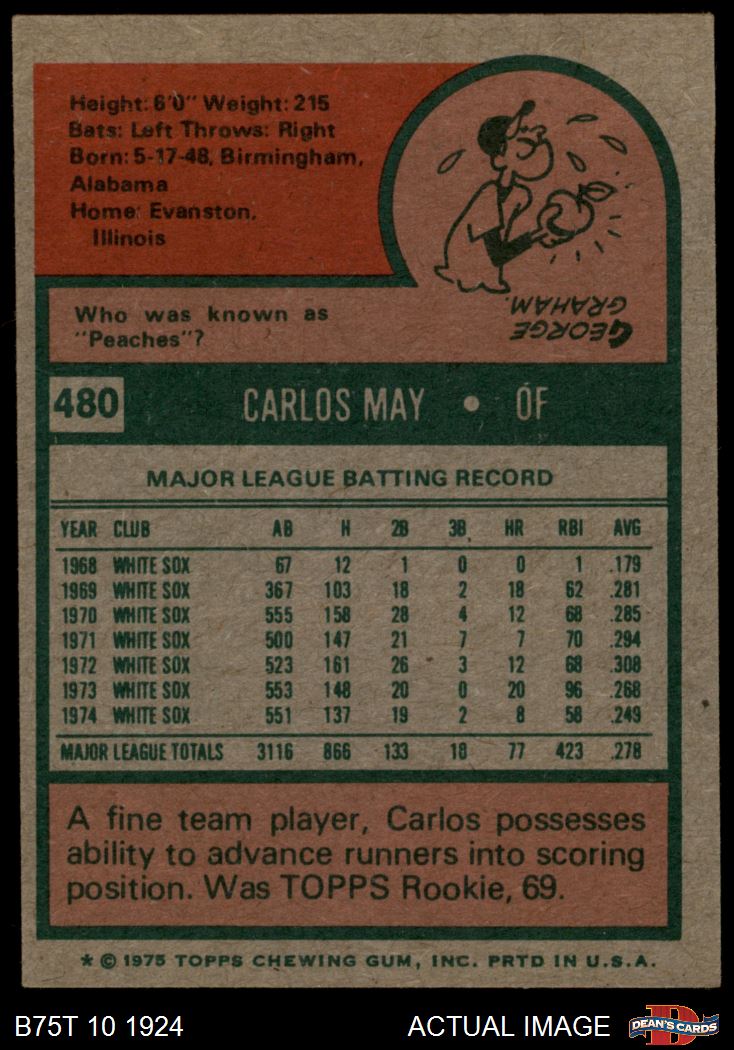 Height: 6'0" Weight: 215
Bats: Left Throws: Right
Born: 5-17-48, Birmingham,
Alabama
Home: Evanston,
Illinois
Who was known as
"Peaches"?
GEORGE
GRAHAM.
480 CARLOS MAY • OF
MAJOR LEAGUE BATTING RECORD
YEAR CLUB AB H 2B 3B HR RBI AVG
1968 WHITE SOX 67 12 1 0 0 1 .179
1969 WHITE SOX 367 103 18 2 18 62 .281
1970 WHITE SOX 555 158 28 4 12 68 .285
1971 WHITE SOX 500 147 21 7 7 70 .294
1972 WHITE SOX 523 161 26 3 12 68 .308
1973 WHITE SOX 553 148 20 0 20 96 .268
1974 WHITE SOX 551 137 19 2 8 58 .249
MAJOR LEAGUE TOTALS 3116 866 133 18 77 423 .278
A fine team player, Carlos possesses
ability to advance runners into scoring
position. Was TOPPS Rookie, 69.
* © 1975 TOPPS CHEWING GUM, INC. PRTD IN U.S.A.
B75T 10 1924 ACTUAL IMAGE D DEAN'S CARDS